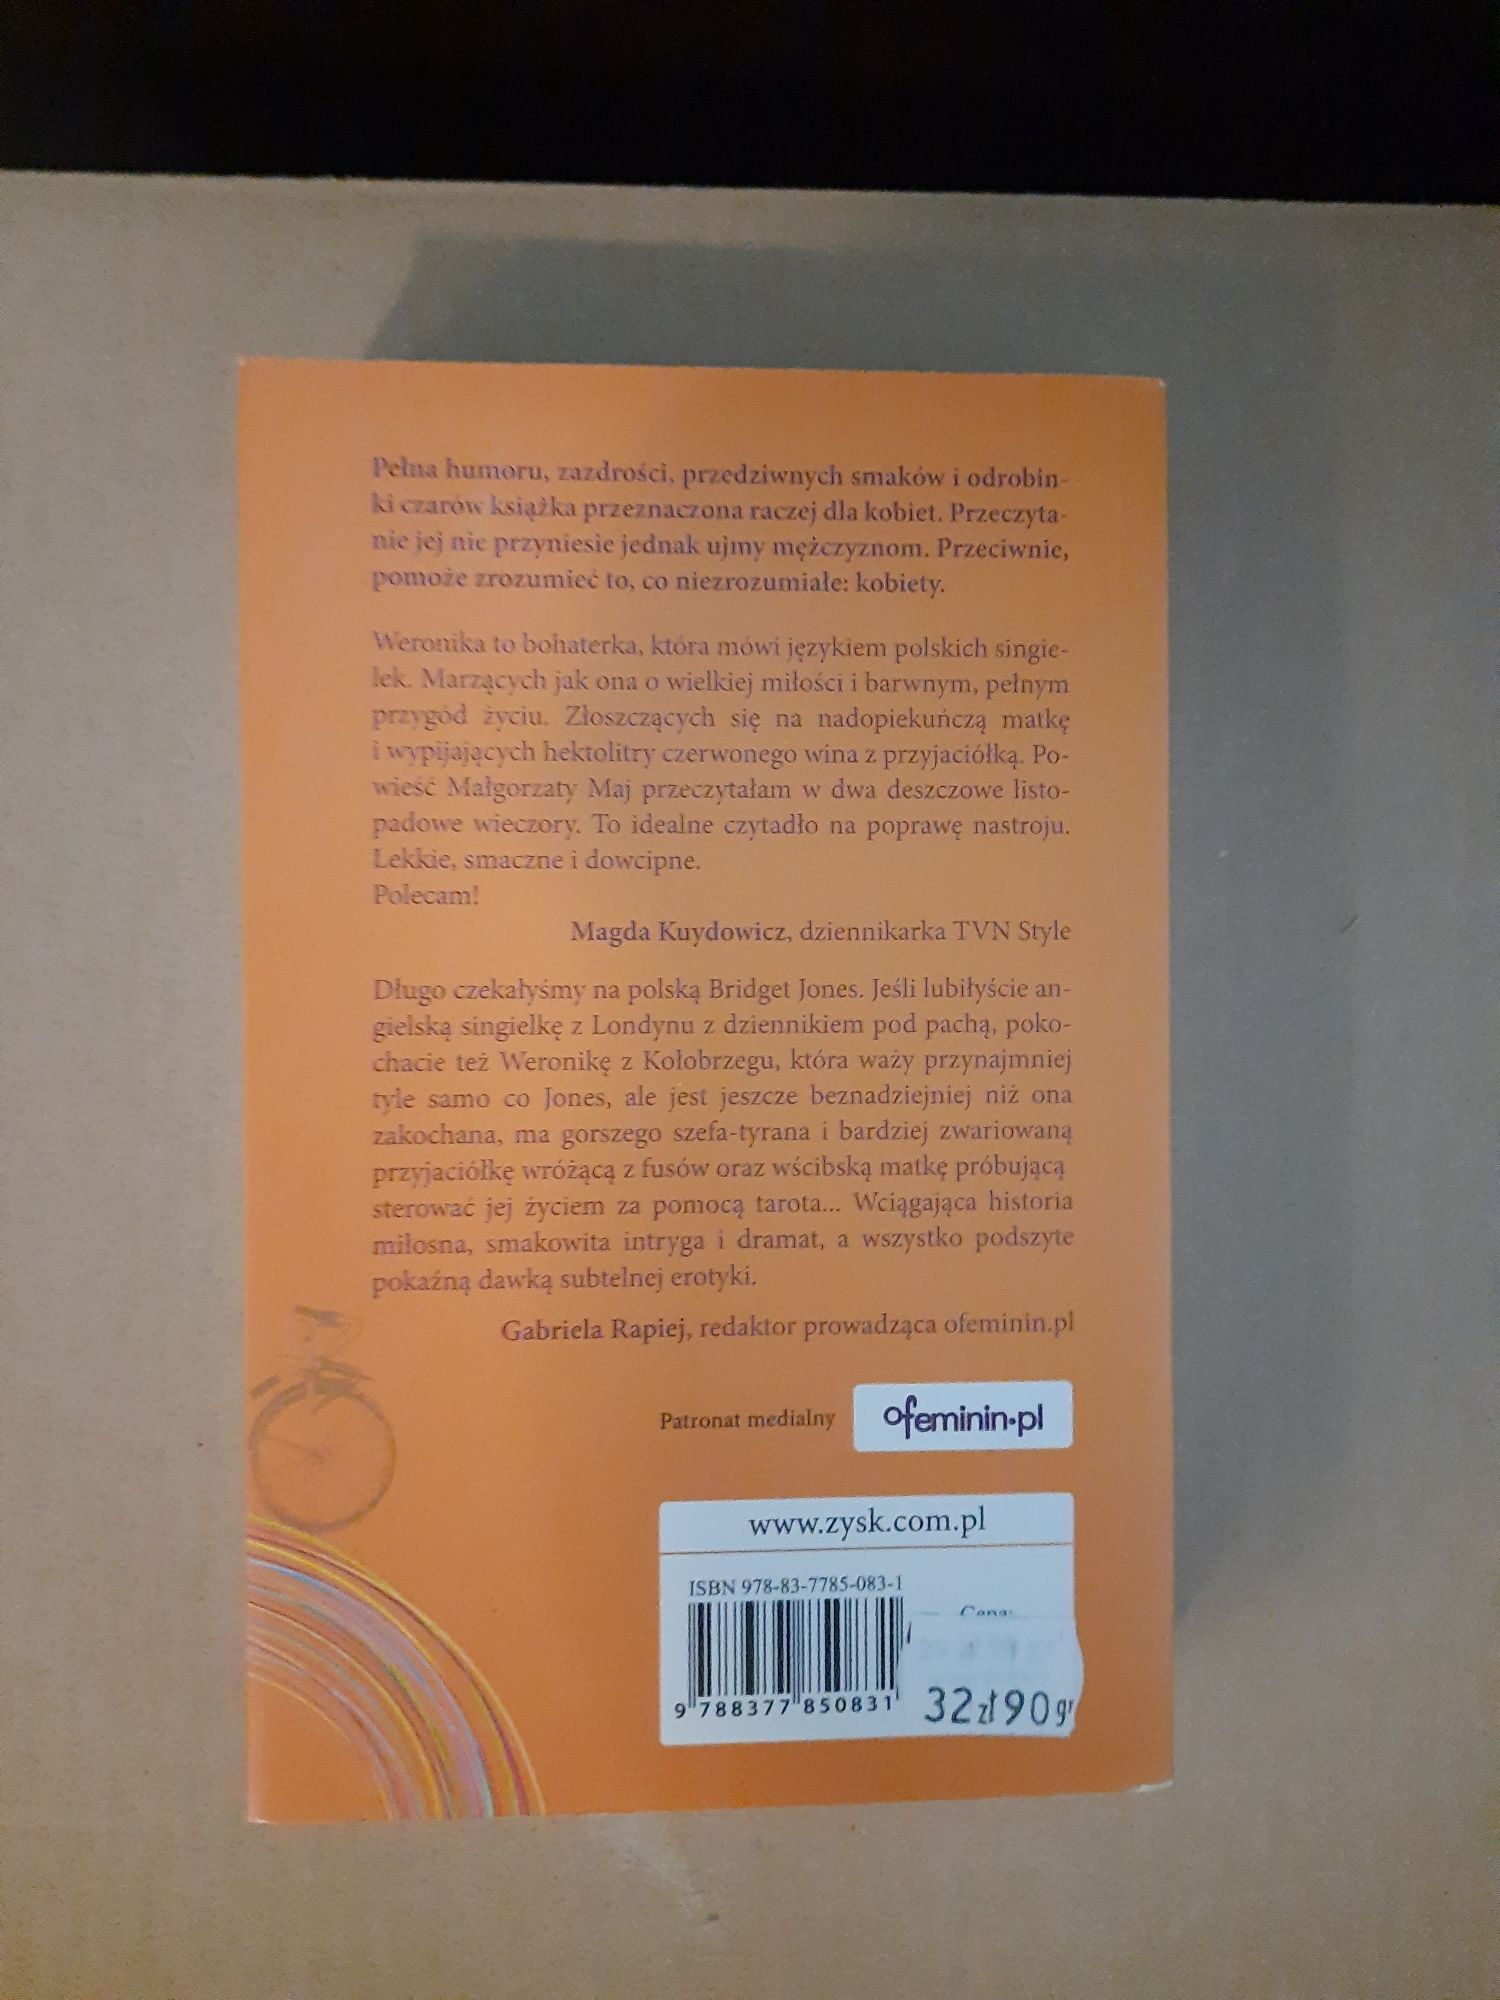 Pełna humoru, zazdrości, przedziwnych smaków i odrobin-
ki czarów książka przeznaczona raczej dla kobiet. Przeczyta-
nie jej nie przyniesie jednak ujmy mężczyznom. Przeciwnie,
pomoże zrozumieć to, co niezrozumiałe: kobiety.
Weronika to bohaterka, która mówi językiem polskich singie-
lek. Marzących jak ona o wielkiej miłości i barwnym, pełnym
przygód życiu. Złoszczących się na nadopiekuńczą matkę
i wypijających hektolitry czerwonego wina z przyjaciółką. Po-
wieść Małgorzaty Maj przeczytałam w dwa deszczowe listo-
padowe wieczory. To idealne czytadło na poprawę nastroju.
Lekkie, smaczne i dowcipne.
Polecam!
Magda Kuydowicz, dziennikarka TVN Style
Długo czekałyśmy na polską Bridget Jones. Jeśli lubiłyście an-
gielską singielkę z Londynu z dziennikiem pod pachą, poko-
chacie też Weronikę z Kołobrzegu, która waży przynajmniej
tyle samo co Jones, ale jest jeszcze beznadziejniej niż ona
zakochana, ma gorszego szefa-tyrana i bardziej zwariowaną
przyjaciółkę wróżącą z fusów oraz wścibską matkę próbującą
sterować jej życiem za pomocą tarota... Wciągająca historia
miłosna, smakowita intryga i dramat, a wszystko podszyte
pokaźną dawką subtelnej erotyki.
Gabriela Rapiej, redaktor prowadząca ofeminin.pl
Patronat medialny ofeminin.pl
www.zysk.com.pl
ISBN 978-83-7785-083-1
Cena:
9 788377 850831
32 zł 90 gr